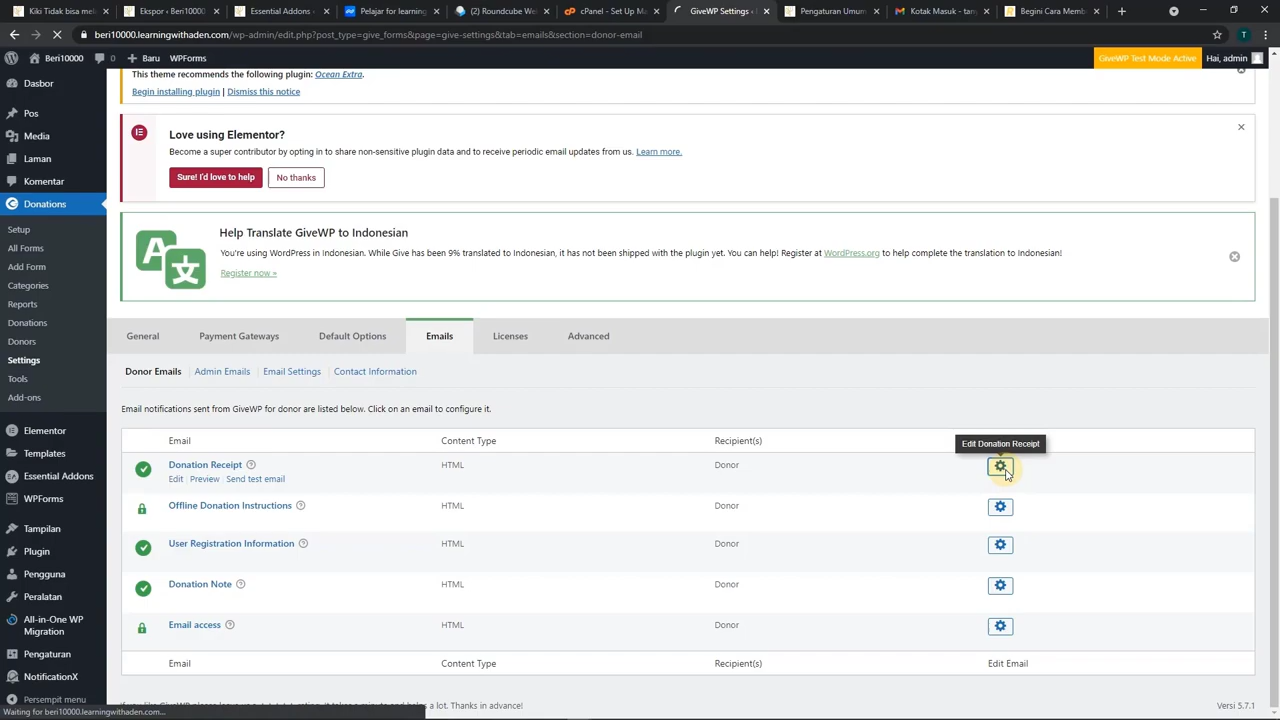 Kiki Tidak bisa mas
Ekspor ‹ Beri10000
Essential Addons ‹
Pelajar for learning
(2) Roundcube We
cPanel - Set Up M
GiveWP Settings ‹
Pengaturan Umum
Kotak Masuk - tan
Begini Cara Memb
beri10000.learningwithaden.com/wp-admin/edit.php?post_type=give_forms&page=give-settings&tab=emails&section=donor-email
T
Beri10000
0
Baru
WPForms
GiveWP Test Mode Active
Hai, admin
Dasbor
Pos
Media
Laman
Komentar
Donations
Setup
All Forms
Add Form
Categories
Reports
Donations
Donors
Settings
Tools
Add-ons
Elementor
Templates
Essential Addons
WPForms
Tampilan
Plugin
Pengguna
Peralatan
All-in-One WP
Migration
Pengaturan
NotificationX
Persempit menu
This theme recommends the following plugin: Ocean Extra.
Begin installing plugin | Dismiss this notice
Love using Elementor?
Become a super contributor by opting in to share non-sensitive plugin data and to receive periodic email updates from us. Learn more.
Sure! I'd love to help
No thanks
Help Translate GiveWP to Indonesian
You're using WordPress in Indonesian. While Give has been 9% translated to Indonesian, it has not been shipped with the plugin yet. You can help! Register at WordPress.org to help complete the translation to Indonesian!
Register now »
General
Payment Gateways
Default Options
Emails
Licenses
Advanced
Donor Emails | Admin Emails | Email Settings | Contact Information
Email notifications sent from GiveWP for donor are listed below. Click on an email to configure it.
Email Content Type Recipient(s)
Edit Donation Receipt
Donation Receipt HTML Donor
Edit | Preview | Send test email
Offline Donation Instructions HTML Donor
User Registration Information HTML Donor
Donation Note HTML Donor
Email access HTML Donor
Email Content Type Recipient(s) Edit Email
a lot. Thanks in advance!
Versi 5.7.1
Waiting for beri10000.learningwithaden.com...